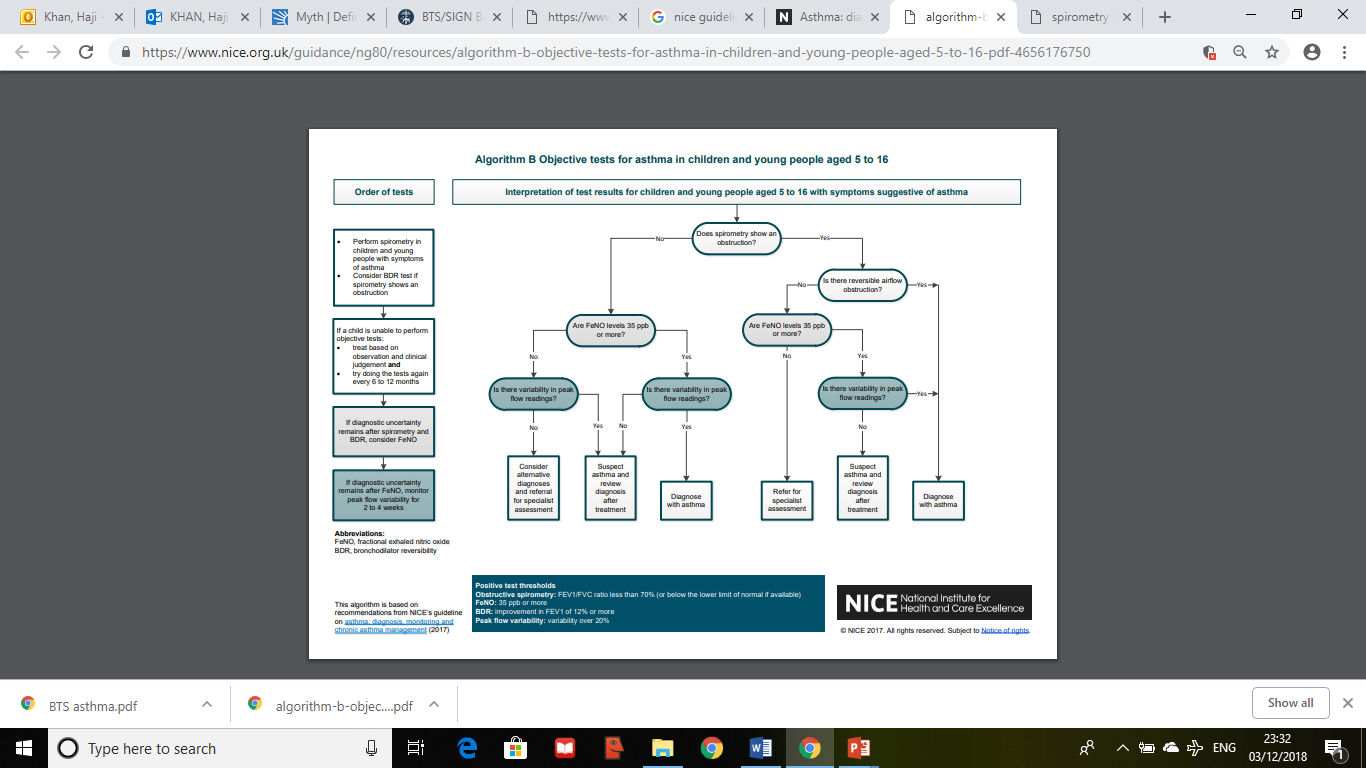 Khan, Haji -
KHAN, Haji
Myth | Defir
BTS/SIGN B
https://www
nice guideli
Asthma: dia
algorithm-b
spirometry
https://www.nice.org.uk/guidance/ng80/resources/algorithm-b-objective-tests-for-asthma-in-children-and-young-people-aged-5-to-16-pdf-4656176750
Algorithm B Objective tests for asthma in children and young people aged 5 to 16
Order of tests
Interpretation of test results for children and young people aged 5 to 16 with symptoms suggestive of asthma
• Perform spirometry in
children and young
people with symptoms
of asthma
• Consider BDR test if
spirometry shows an
obstruction
If a child is unable to perform
objective tests:
• treat based on
observation and clinical
judgement and
• try doing the tests again
every 6 to 12 months
If diagnostic uncertainty
remains after spirometry and
BDR, consider FeNO
If diagnostic uncertainty
remains after FeNO, monitor
peak flow variability for
2 to 4 weeks
Abbreviations:
FeNO, fractional exhaled nitric oxide
BDR, bronchodilator reversibility
This algorithm is based on
recommendations from NICE's guideline
on asthma: diagnosis, monitoring and
chronic asthma management (2017)
Does spirometry show an
obstruction?
No
Yes
Is there reversible airflow
obstruction?
No
Yes
Are FeNO levels 35 ppb
or more?
Are FeNO levels 35 ppb
or more?
No
Yes
No
Yes
Is there variability in peak
flow readings?
Is there variability in peak
flow readings?
Is there variability in peak
flow readings?
Yes
No
Yes
No
Yes
No
Consider
alternative
diagnoses
and referral
for specialist
assessment
Suspect
asthma and
review
diagnosis
after
treatment
Diagnose
with asthma
Refer for
specialist
assessment
Suspect
asthma and
review
diagnosis
after
treatment
Diagnose
with asthma
Positive test thresholds
Obstructive spirometry: FEV1/FVC ratio less than 70% (or below the lower limit of normal if available)
FeNO: 35 ppb or more
BDR: improvement in FEV1 of 12% or more
Peak flow variability: variability over 20%
NICE National Institute for
Health and Care Excellence
© NICE 2017. All rights reserved. Subject to Notice of rights.
BTS asthma.pdf
algorithm-b-objec....pdf
Show all
Type here to search
ENG
23:32
03/12/2018
1